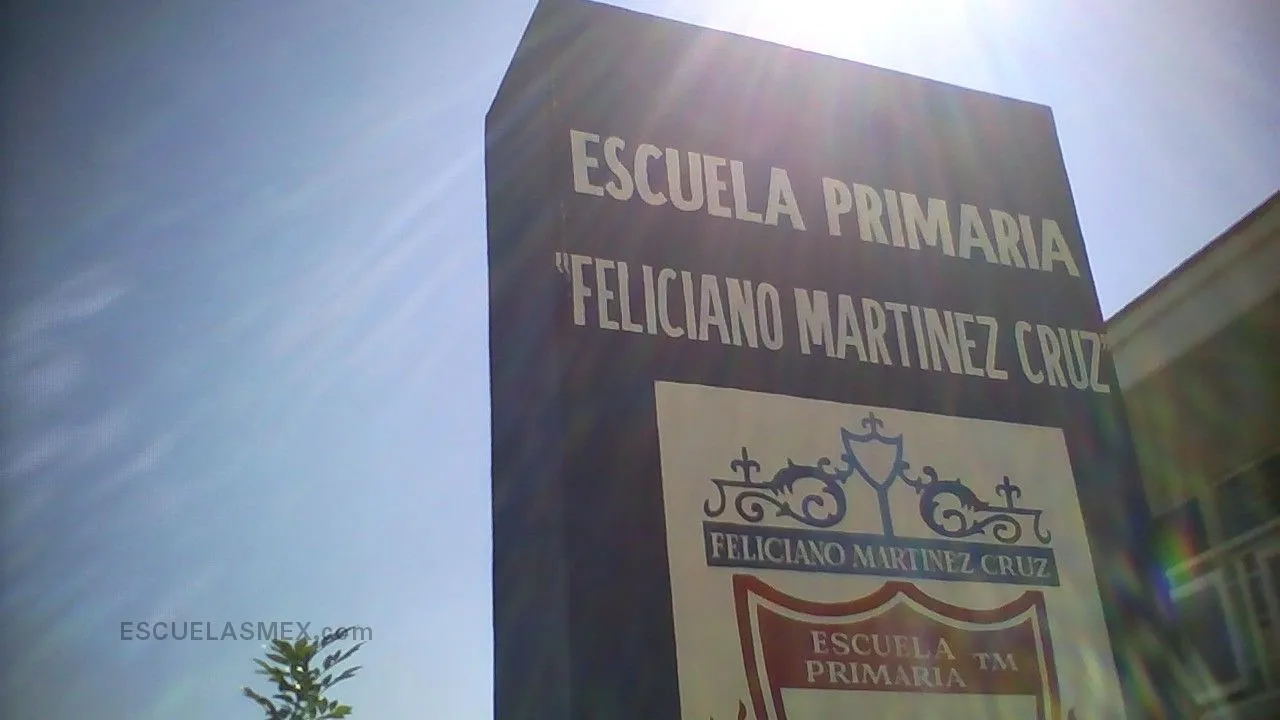 ESCUELA PRIMARIA
"FELICIANO MARTINEZ CRUZ"
FELICIANO MARTINEZ CRUZ
ESCUELA
PRIMARIA TM
ESCUELASMEX.com